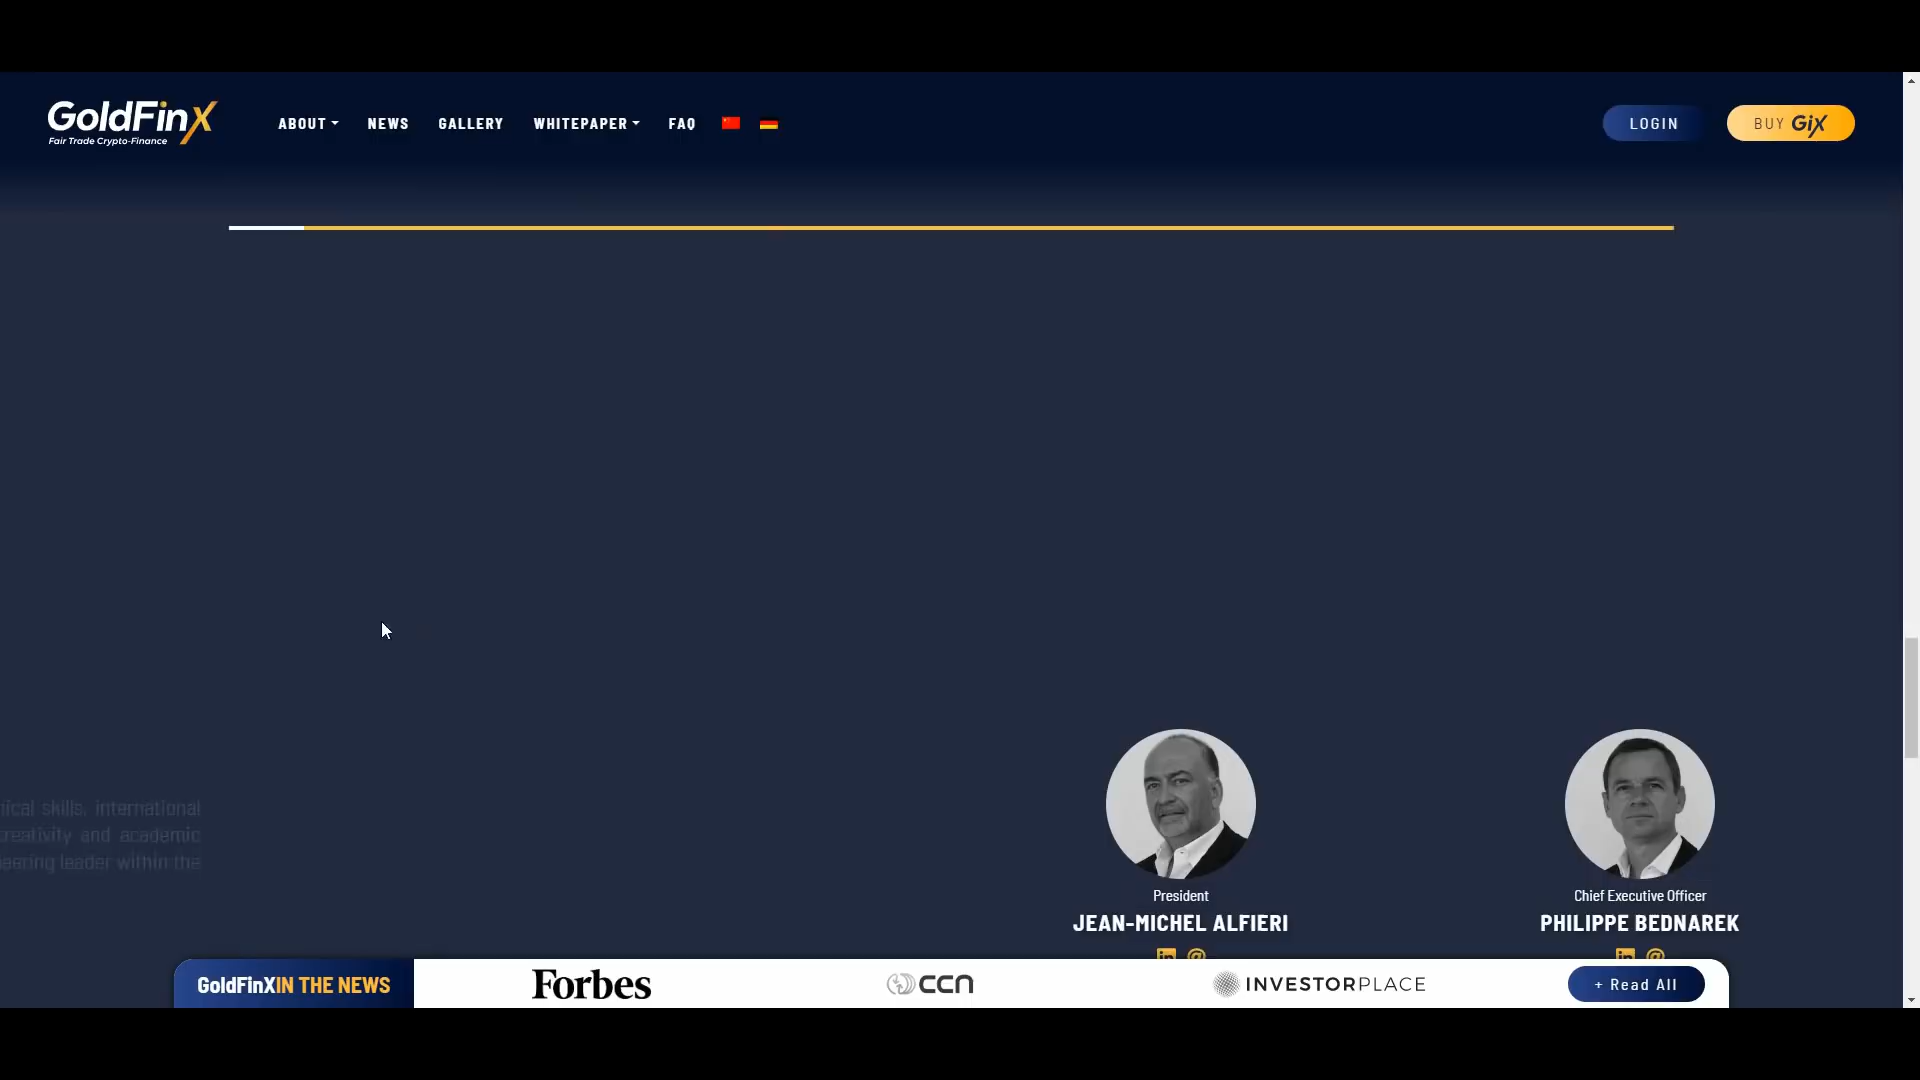 GoldFinX
Fair Trade Crypto-Finance
ABOUT
NEWS
GALLERY
WHITEPAPER
FAQ
LOGIN
BUY GiX
skills, international
creativity and academic
leader within the
President
JEAN-MICHEL ALFIERI
Chief Executive Officer
PHILIPPE BEDNAREK
GoldFinX IN THE NEWS
Forbes
CCN
INVESTORPLACE
+ Read All